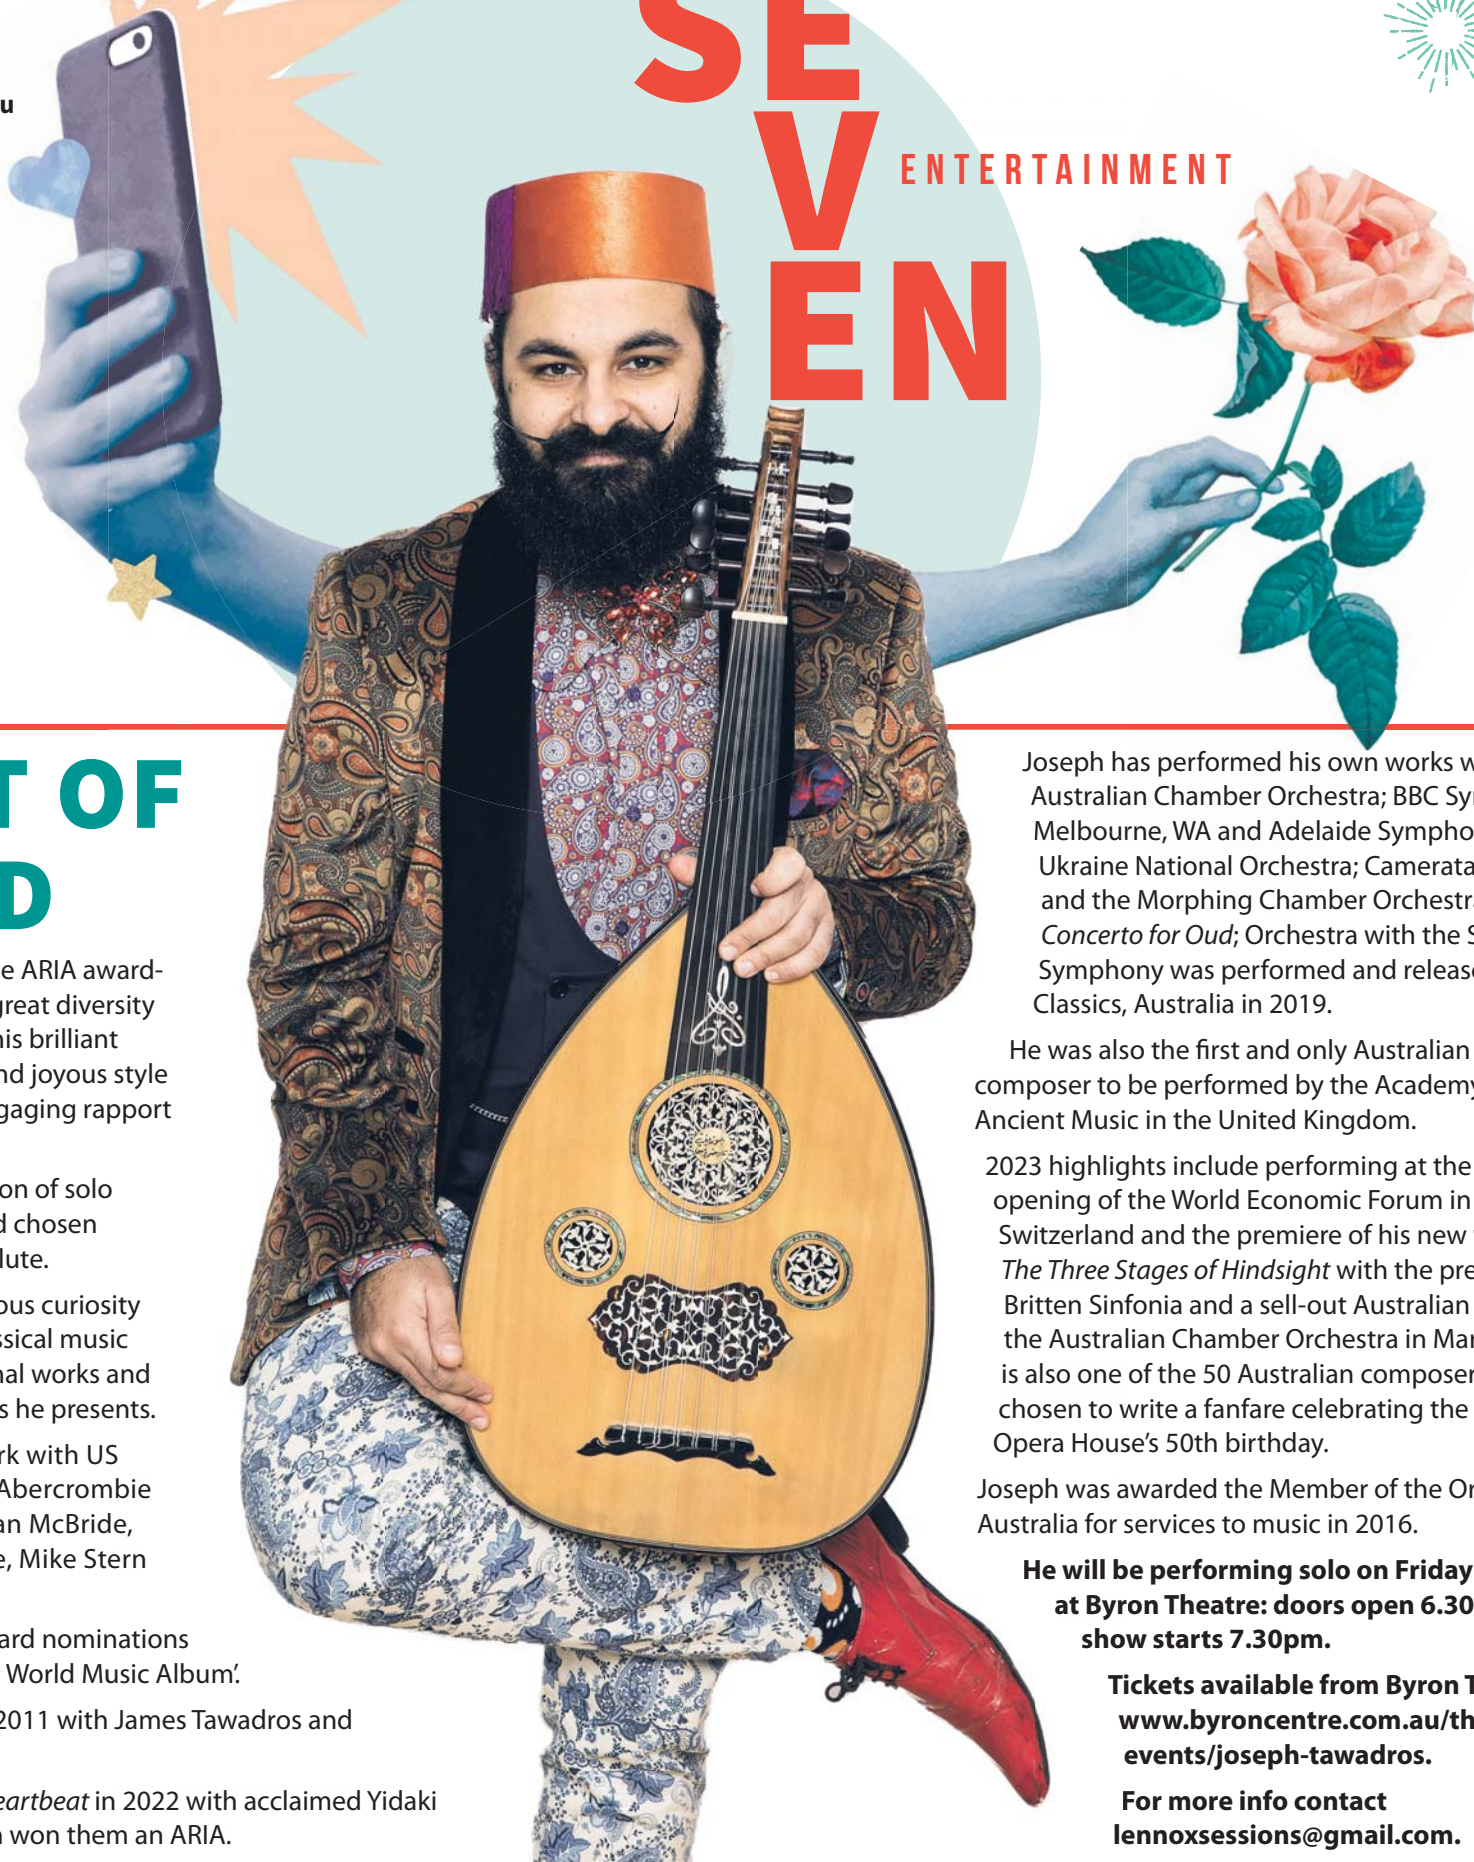 u
SE
V
EN
ENTERTAINMENT
T OF
D
e ARIA award-
great diversity
his brilliant
nd joyous style
gaging rapport
on of solo
d chosen
lute.
ous curiosity
ssical music
nal works and
s he presents.
rk with US
Abercrombie
an McBride,
e, Mike Stern
ard nominations
World Music Album'.
2011 with James Tawadros and
eartbeat in 2022 with acclaimed Yidaki
won them an ARIA.
Joseph has performed his own works w
Australian Chamber Orchestra; BBC Sy
Melbourne, WA and Adelaide Sympho
Ukraine National Orchestra; Camerata
and the Morphing Chamber Orchestr
Concerto for Oud; Orchestra with the S
Symphony was performed and release
Classics, Australia in 2019.
He was also the first and only Australian
composer to be performed by the Academy
Ancient Music in the United Kingdom.
2023 highlights include performing at the
opening of the World Economic Forum in
Switzerland and the premiere of his new
The Three Stages of Hindsight with the pre
Britten Sinfonia and a sell-out Australian
the Australian Chamber Orchestra in Mar
is also one of the 50 Australian composer
chosen to write a fanfare celebrating the
Opera House's 50th birthday.
Joseph was awarded the Member of the Or
Australia for services to music in 2016.
He will be performing solo on Friday
at Byron Theatre: doors open 6.30
show starts 7.30pm.
Tickets available from Byron T
www.byroncentre.com.au/th
events/joseph-tawadros.
For more info contact
lennoxsessions@gmail.com.